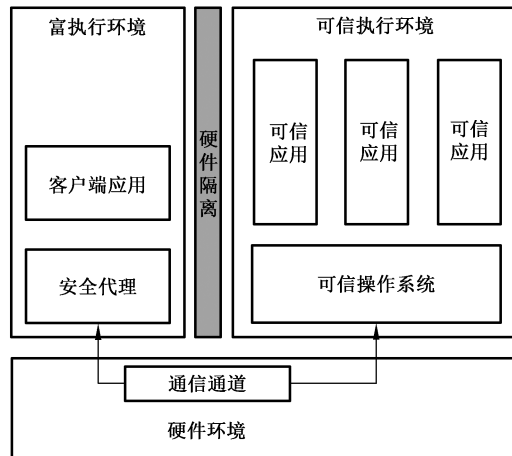 富执行环境
客户端应用
安全代理
硬件隔离
可信执行环境
可信
应用
可信
应用
可信
应用
可信操作系统
通信通道
硬件环境